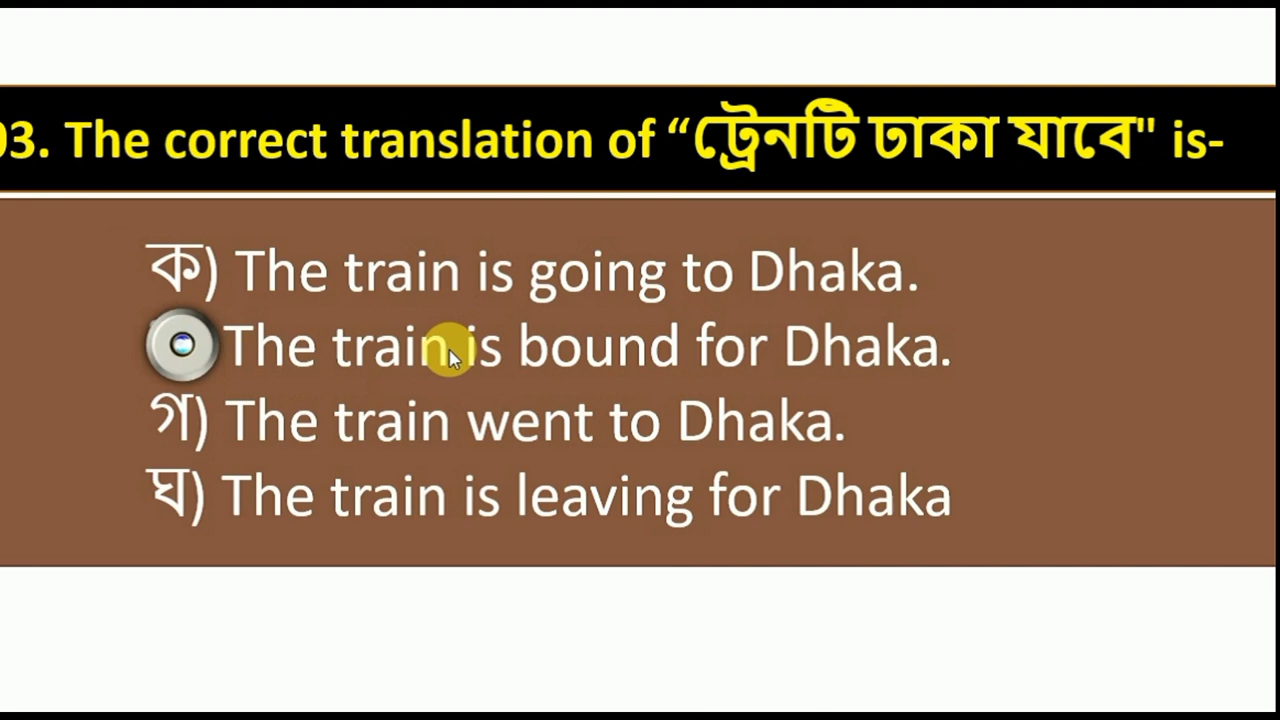 03. The correct translation of “ট্রেনটি ঢাকা যাবে" is-
ক) The train is going to Dhaka.
The train is bound for Dhaka.
গ) The train went to Dhaka.
ঘ) The train is leaving for Dhaka